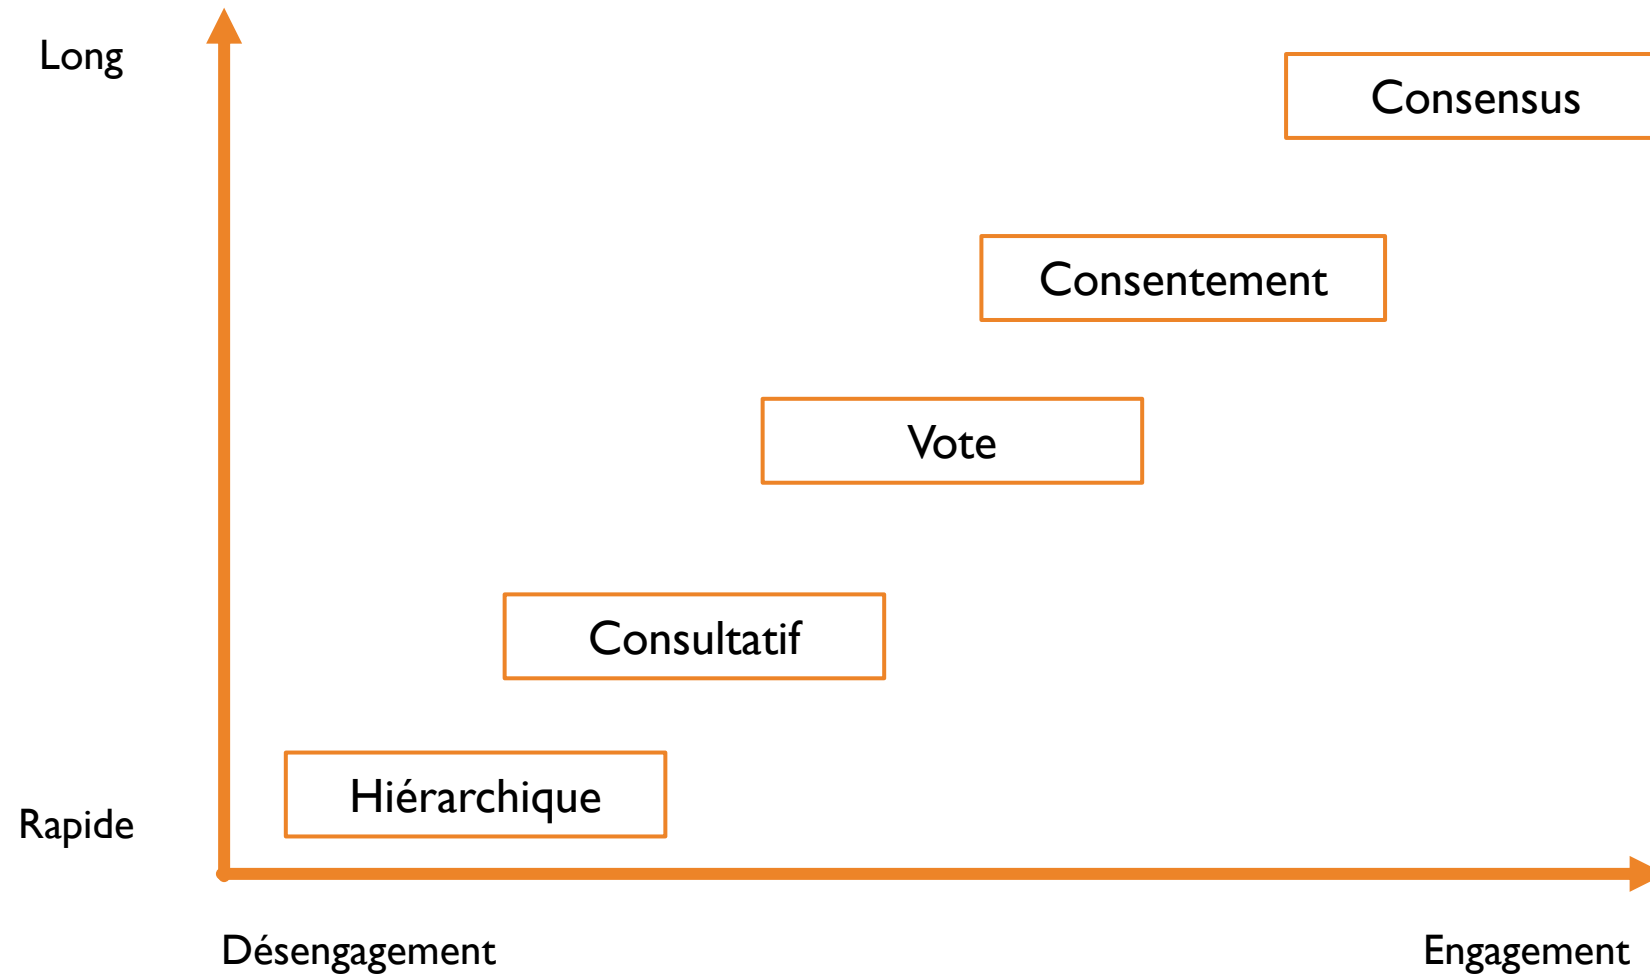 Long
Consensus
Consentement
Vote
Consultatif
Hiérarchique
Rapide
Désengagement
Engagement